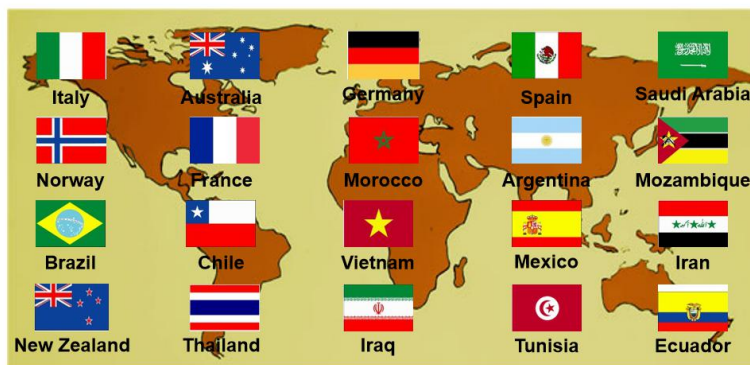 Italy Australia Germany Spain Saudi Arabia
Norway France Morocco Argentina Mozambique
Brazil Chile Vietnam Mexico Iran
New Zealand Thailand Iraq Tunisia Ecuador